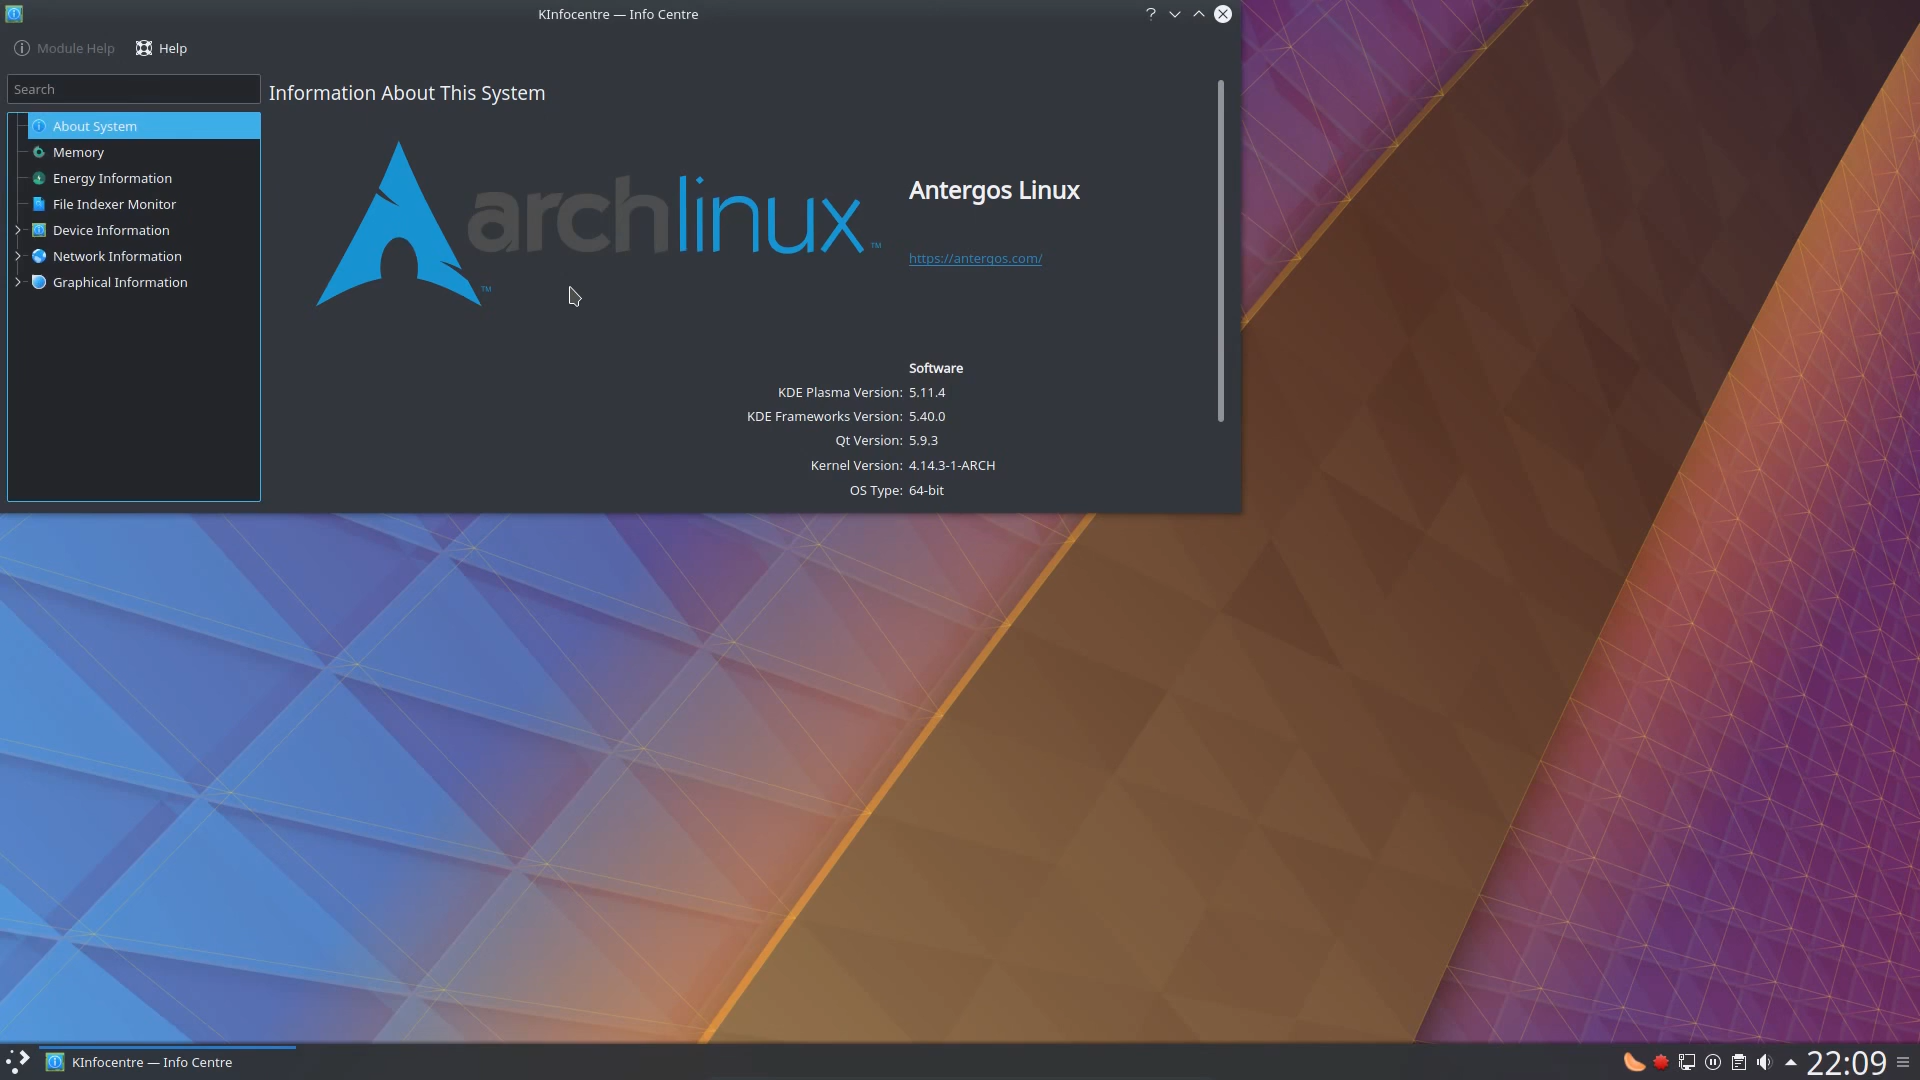 KInfocentre — Info Centre
Module Help
Help
Search
Information About This System
About System
Memory
Energy Information
File Indexer Monitor
Device Information
Network Information
Graphical Information
archlinux™
™
Antergos Linux
https://antergos.com/
Software
KDE Plasma Version: 5.11.4
KDE Frameworks Version: 5.40.0
Qt Version: 5.9.3
Kernel Version: 4.14.3-1-ARCH
OS Type: 64-bit
KInfocentre — Info Centre
22:09